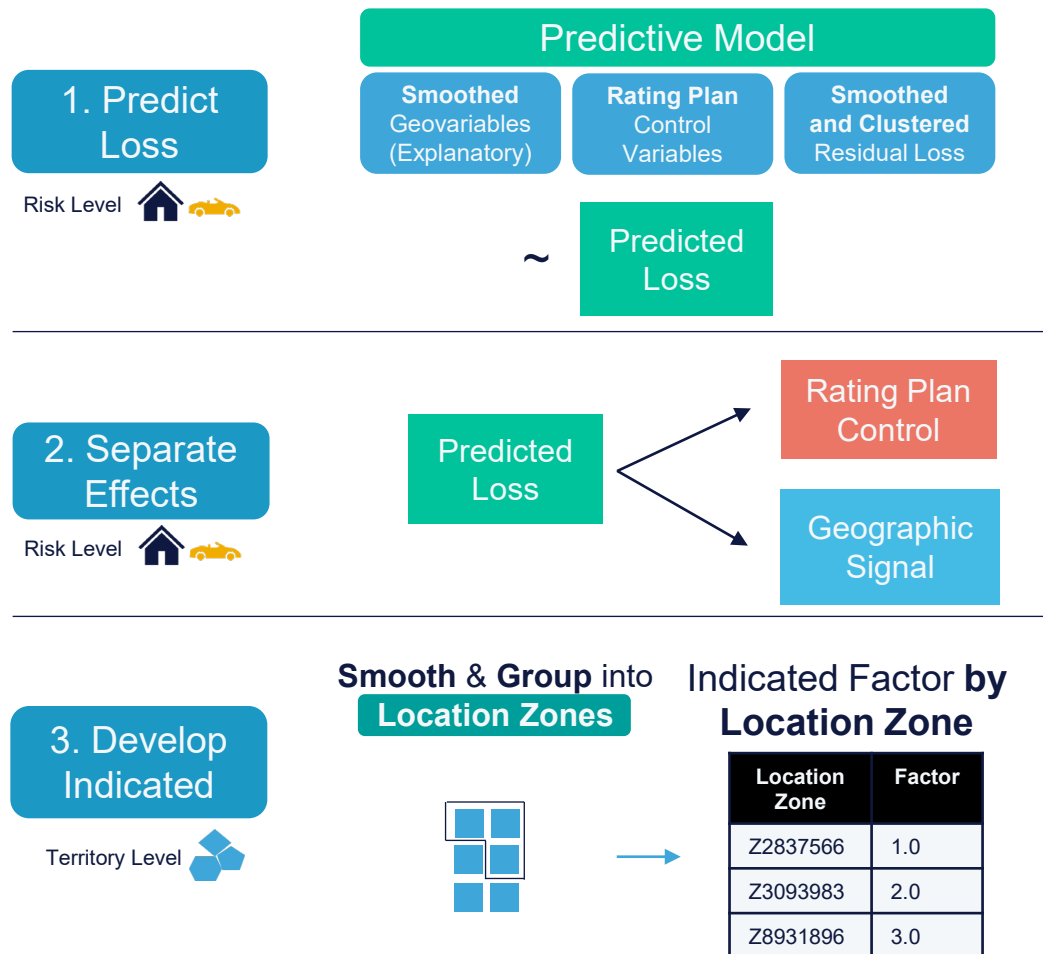 Predictive Model
1. Predict
Loss
Risk Level
Smoothed
Geovariables
(Explanatory)
Rating Plan
Control
Variables
Smoothed
and Clustered
Residual Loss
~
Predicted
Loss
2. Separate
Effects
Risk Level
Predicted
Loss
Rating Plan
Control
Geographic
Signal
3. Develop
Indicated
Territory Level
Smooth & Group into
Location Zones
Indicated Factor by
Location Zone
Location
Zone
Factor
Z2837566 1.0
Z3093983 2.0
Z8931896 3.0